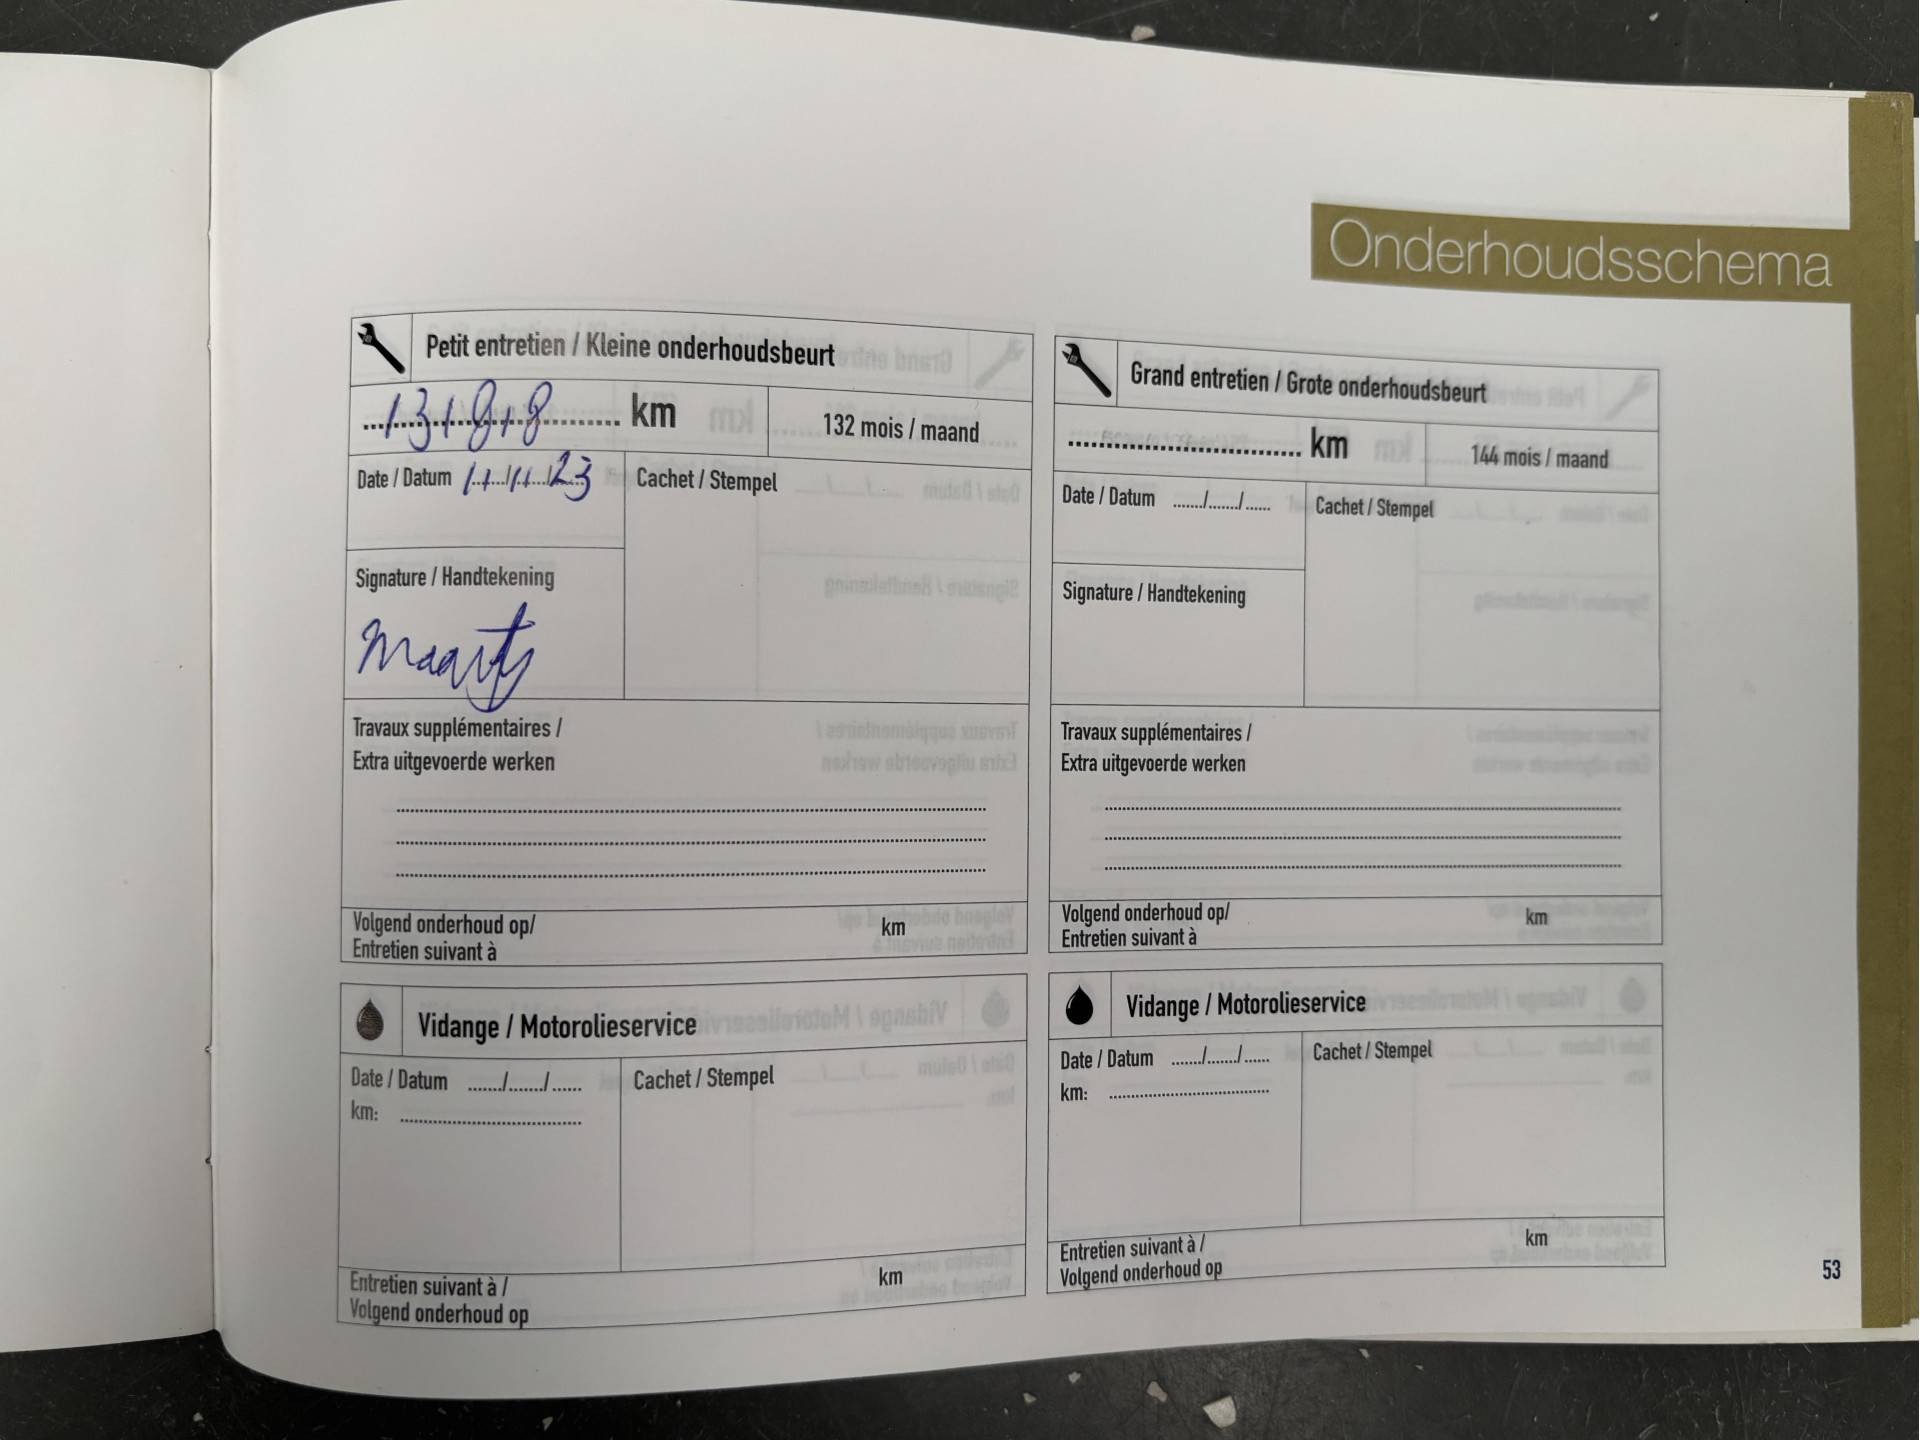 Onderhoudsschema
Petit entretien / Kleine onderhoudsbeurt
131818 km
132 mois / maand
Date / Datum 1.1/11/23
Cachet / Stempel
Signature / Handtekening
Travaux supplémentaires /
Extra uitgevoerde werken
Volgend onderhoud op/
km
Entretien suivant à
Grand entretien / Grote onderhoudsbeurt
km
144 mois / maand
Date / Datum ......./......./......
Cachet / Stempel
Signature / Handtekening
Travaux supplémentaires /
Extra uitgevoerde werken
Volgend onderhoud op/
km
Entretien suivant à
Vidange / Motorolieservice
Date / Datum ......./......./......
Cachet / Stempel
km:
Entretien suivant à /
km
Volgend onderhoud op
Vidange / Motorolieservice
Date / Datum ......./......./......
Cachet / Stempel
km:
Entretien suivant à /
km
Volgend onderhoud op
53